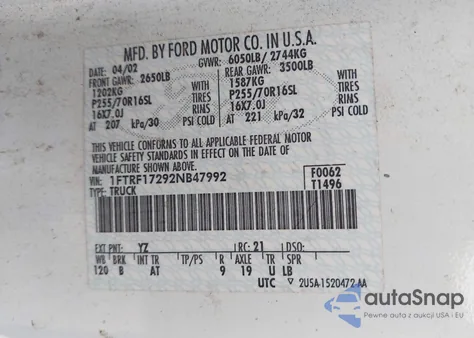 MFD. BY FORD MOTOR CO. IN U.S.A.
DATE: 04/02 GVWR: 6050LB/ 2744KG
FRONT GAWR: 2650LB REAR GAWR: 3500LB
1202KG WITH 1587KG WITH
P255/70R16SL TIRES P255/70R16SL TIRES
16X7.0J RIMS 16X7.0J RIMS
AT 207 kPa/30 PSI COLD AT 221 kPa/32 PSI COLD
THIS VEHICLE CONFORMS TO ALL APPLICABLE FEDERAL MOTOR
VEHICLE SAFETY AND THEFT PREVENTION STANDARDS IN EFFECT ON THE DATE OF
MANUFACTURE SHOWN ABOVE.
VIN: 1FTRF17292NB47992 F0062
TYPE: TRUCK T1496
EXT PNT: YZ RC: 21 DSO:
WB BRK INT TR TP/PS R AXLE TR SPR
120 B AT 9 19 U LB
UTC 2U5A-1520472 AA
autoSnap
Pewne auta z aukcji USA i EU